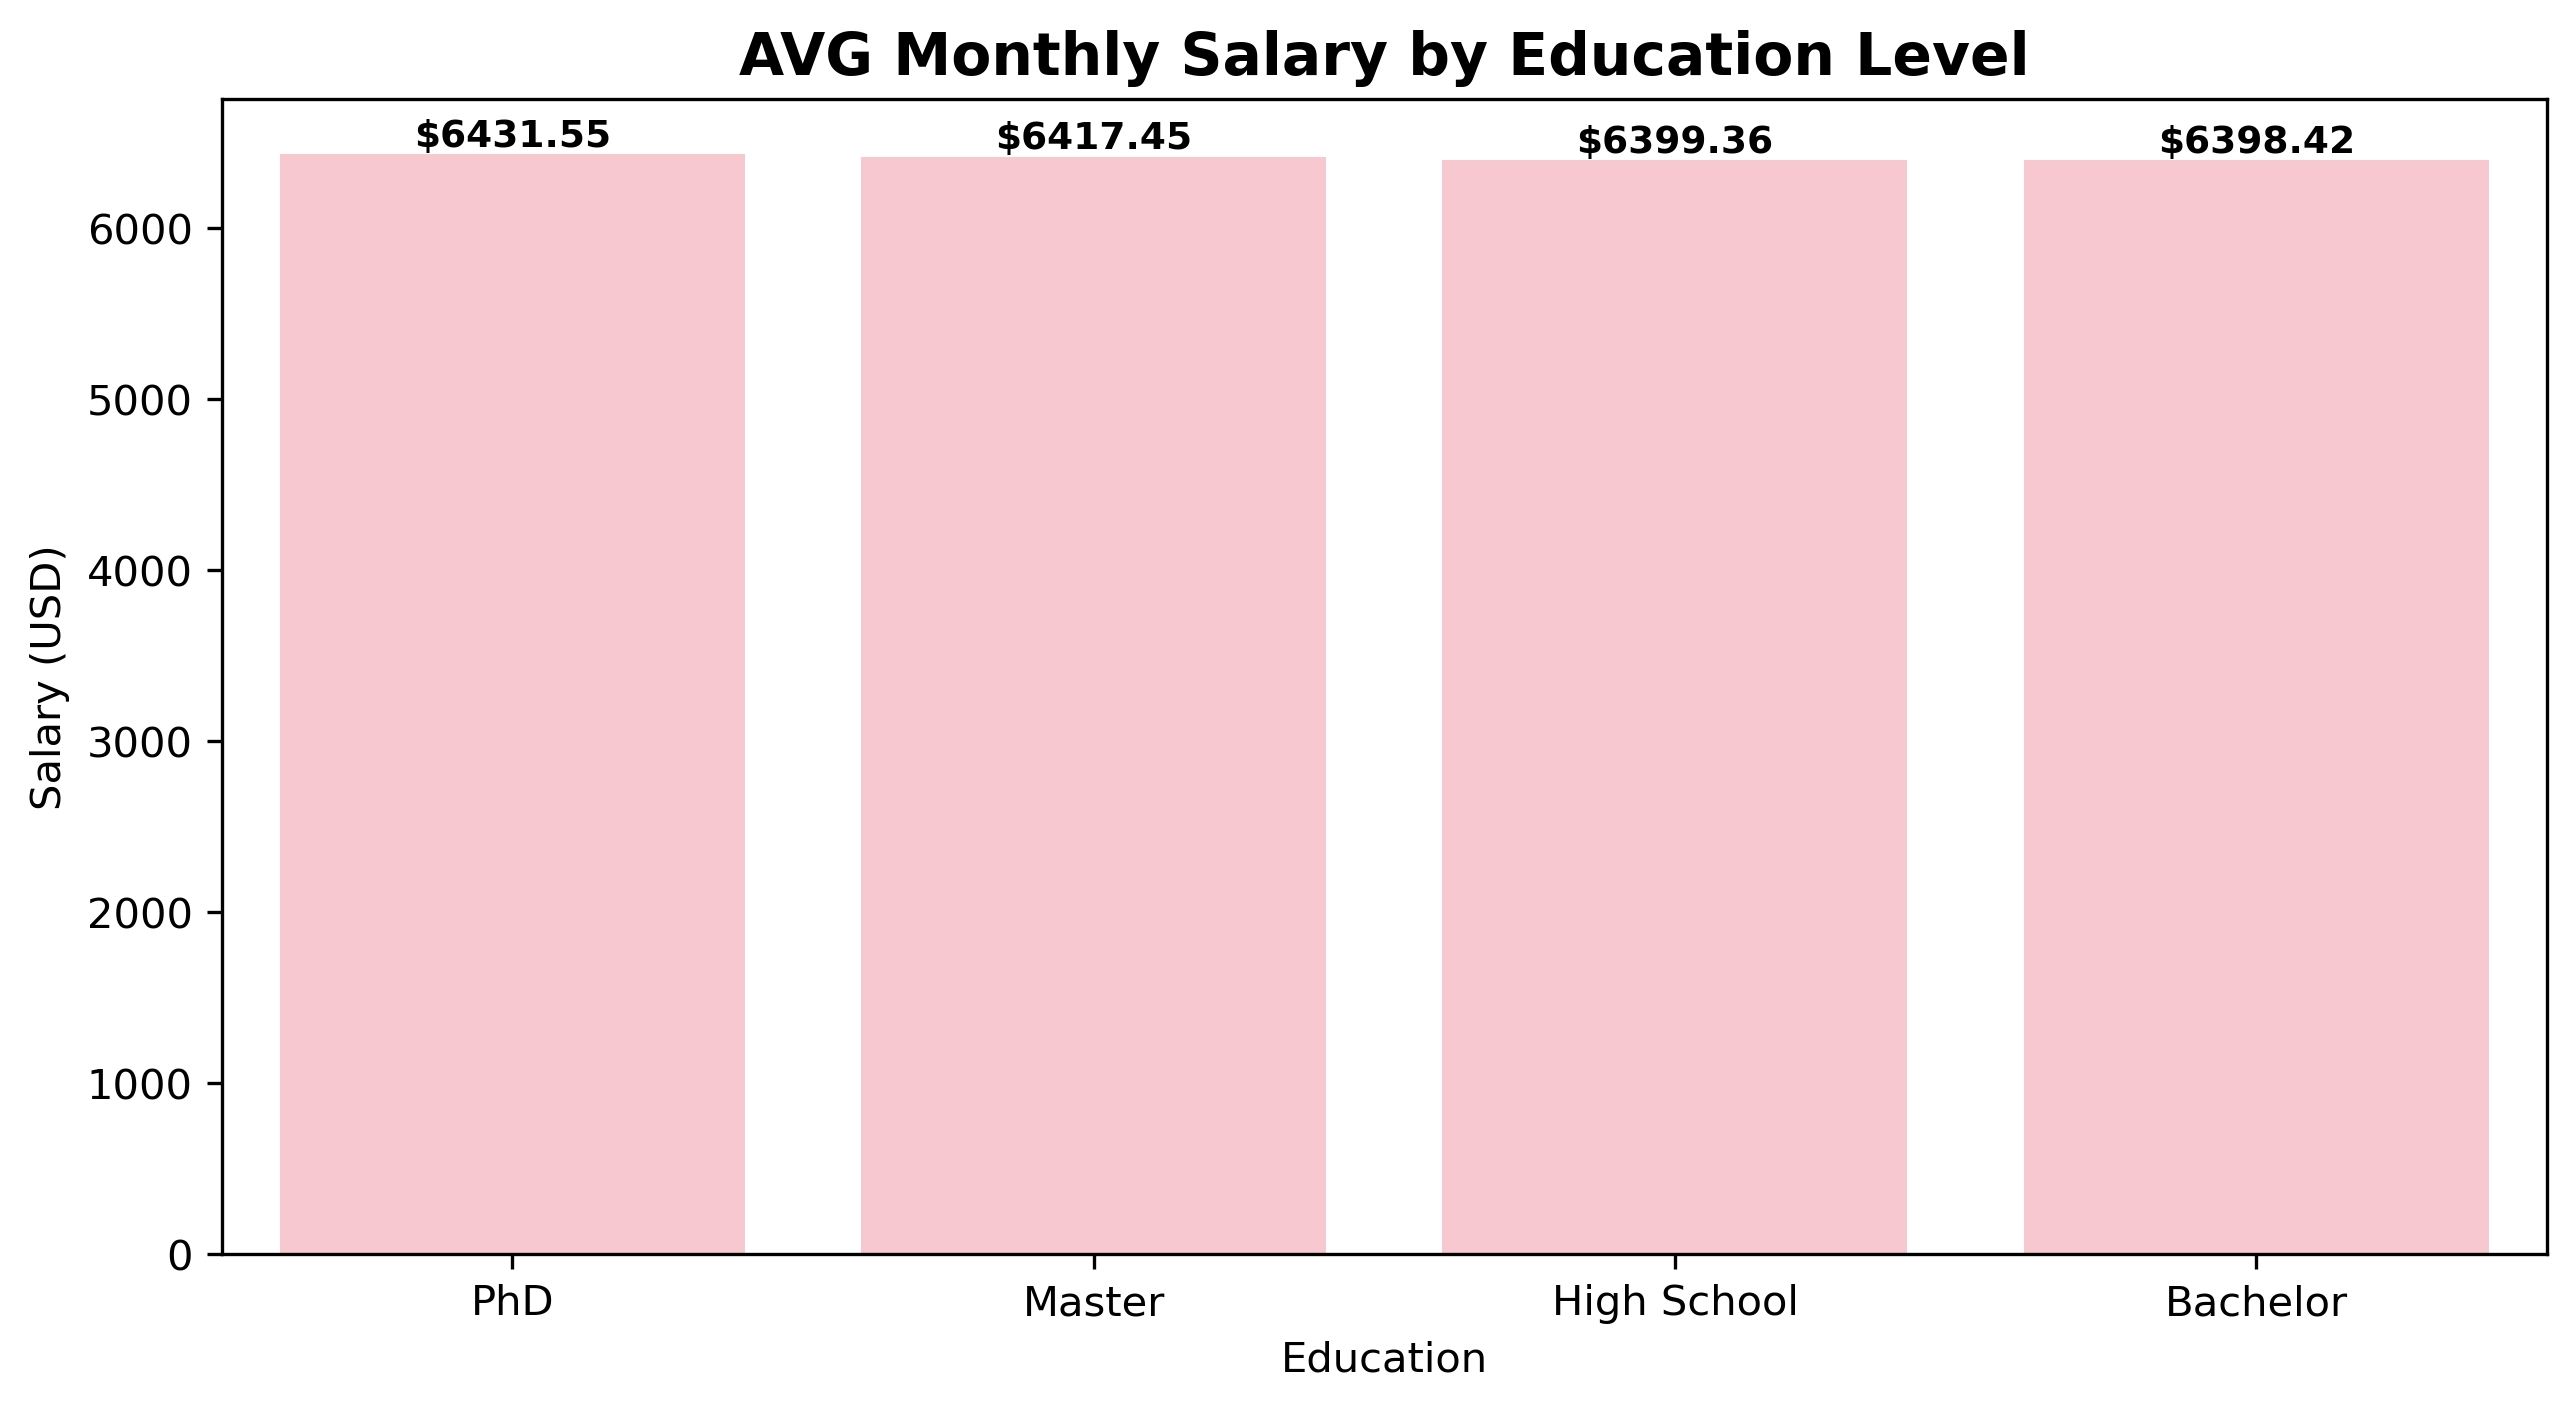 AVG Monthly Salary by Education Level
$6431.55
$6417.45
$6399.36
$6398.42
6000
5000
4000
3000
2000
1000
0
Salary (USD)
PhD
Master
High School
Bachelor
Education